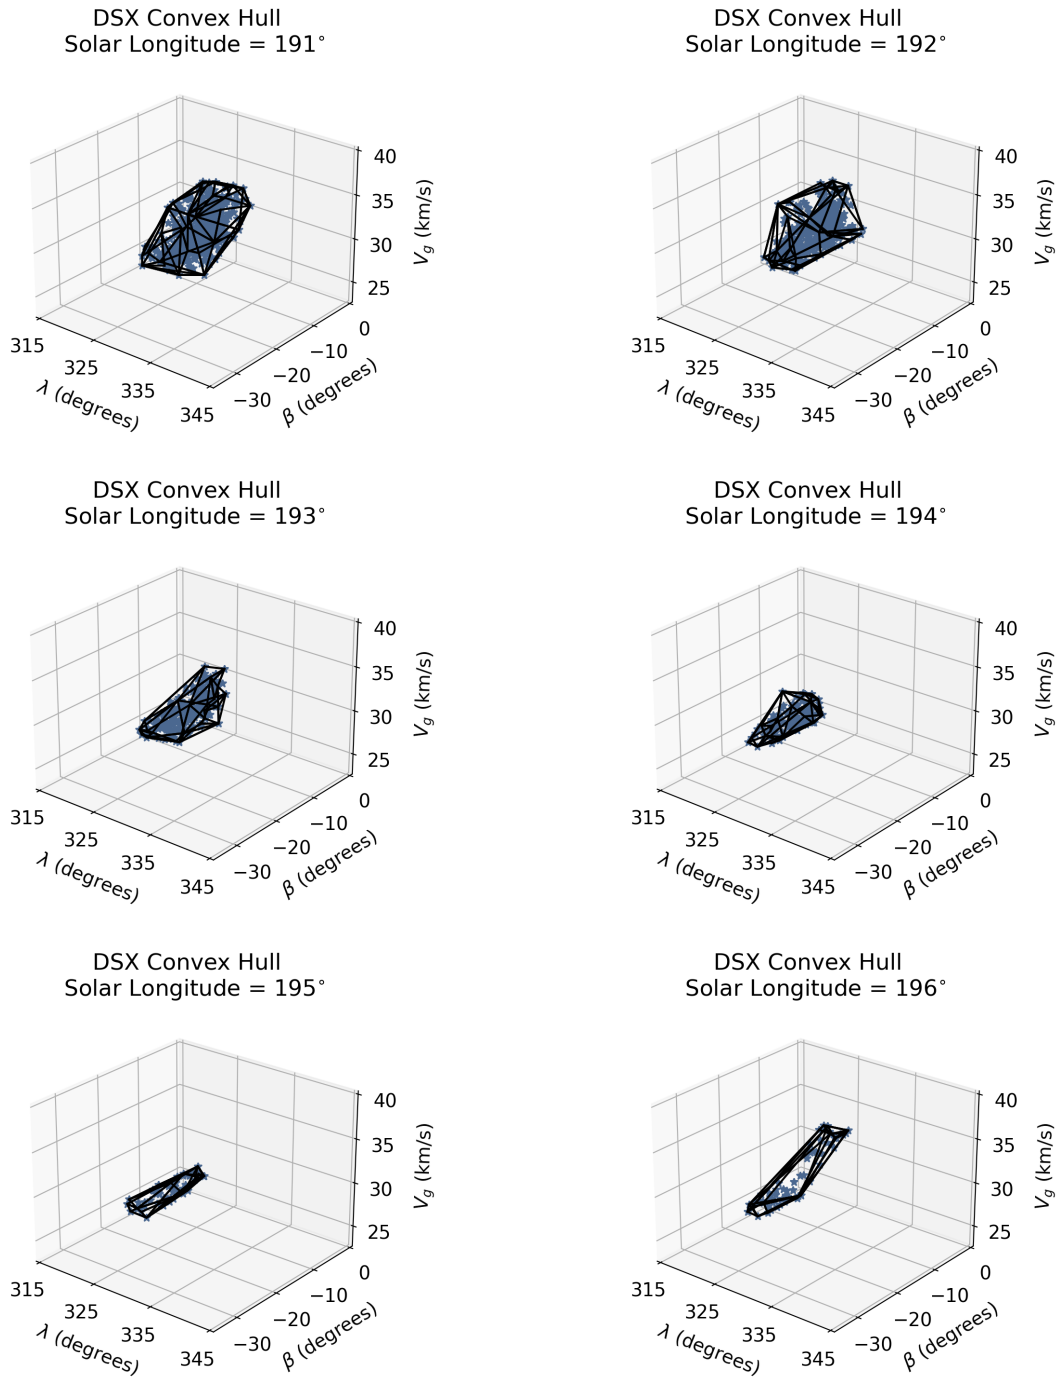 DSX Convex Hull
Solar Longitude = 191°
40
35
30
25
V_g (km/s)
315
325
335
345
λ (degrees)
0
−10
−20
−30
β (degrees)
DSX Convex Hull
Solar Longitude = 192°
40
35
30
25
V_g (km/s)
315
325
335
345
λ (degrees)
0
−10
−20
−30
β (degrees)
DSX Convex Hull
Solar Longitude = 193°
40
35
30
25
V_g (km/s)
315
325
335
345
λ (degrees)
0
−10
−20
−30
β (degrees)
DSX Convex Hull
Solar Longitude = 194°
40
35
30
25
V_g (km/s)
315
325
335
345
λ (degrees)
0
−10
−20
−30
β (degrees)
DSX Convex Hull
Solar Longitude = 195°
40
35
30
25
V_g (km/s)
315
325
335
345
λ (degrees)
0
−10
−20
−30
β (degrees)
DSX Convex Hull
Solar Longitude = 196°
40
35
30
25
V_g (km/s)
315
325
335
345
λ (degrees)
0
−10
−20
−30
β (degrees)